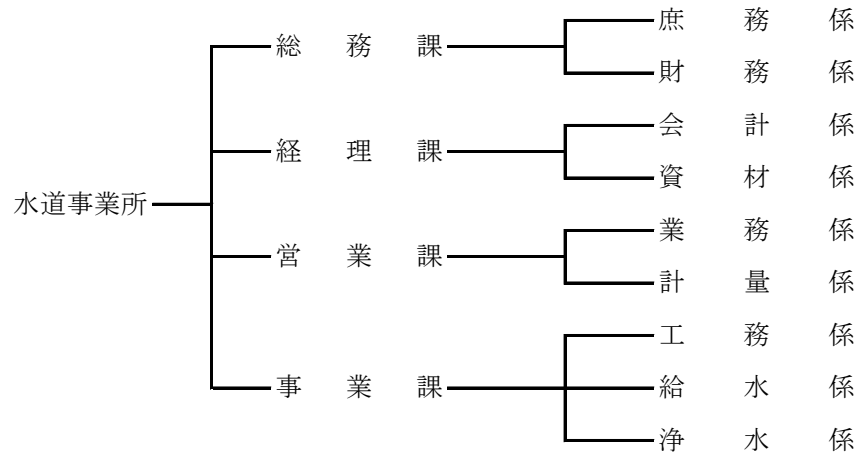 水道事業所
総務課
庶務係
財務係
経理課
会計係
資材係
営業課
業務係
計量係
事業課
工務係
給水係
浄水係